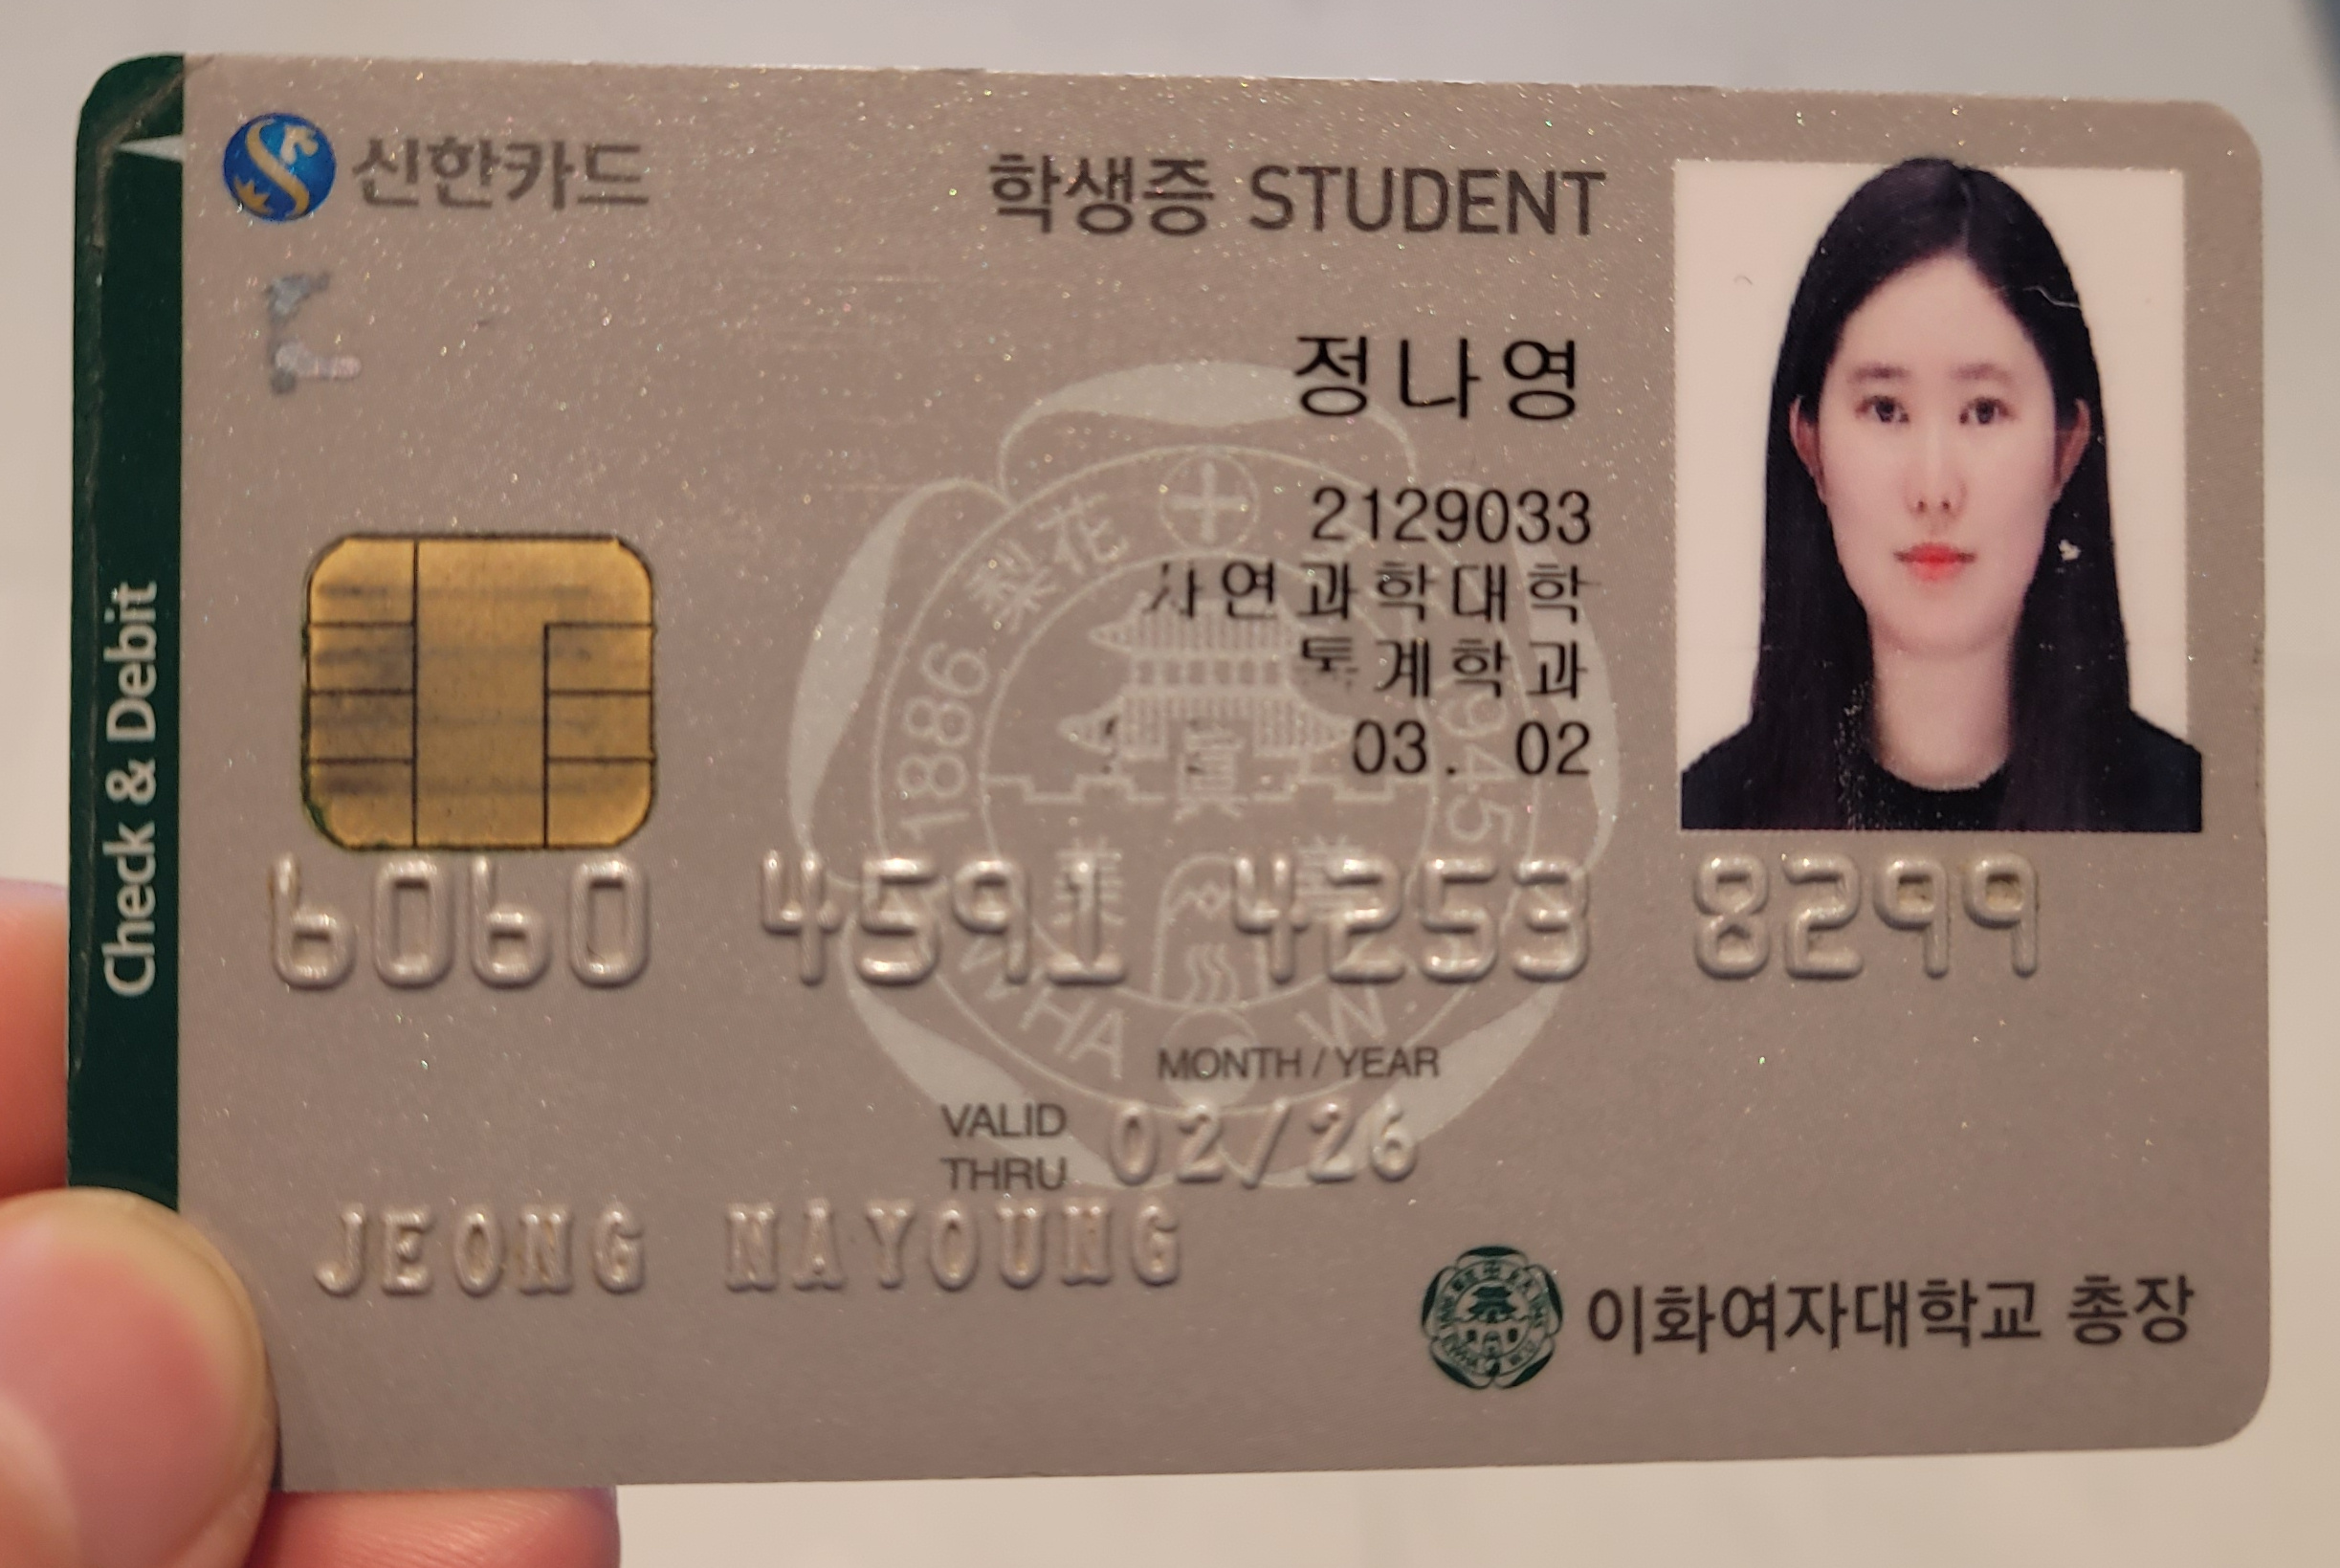 신한카드
학생증 STUDENT
정나영
2129033
자연과학대학
통계학과
03. 02
1886 梨花 1945
眞
EWHA W.
Check & Debit
6060 4591 4253 8299
MONTH / YEAR
VALID THRU 02/26
JEONG NAYOUNG
이화여자대학교 총장